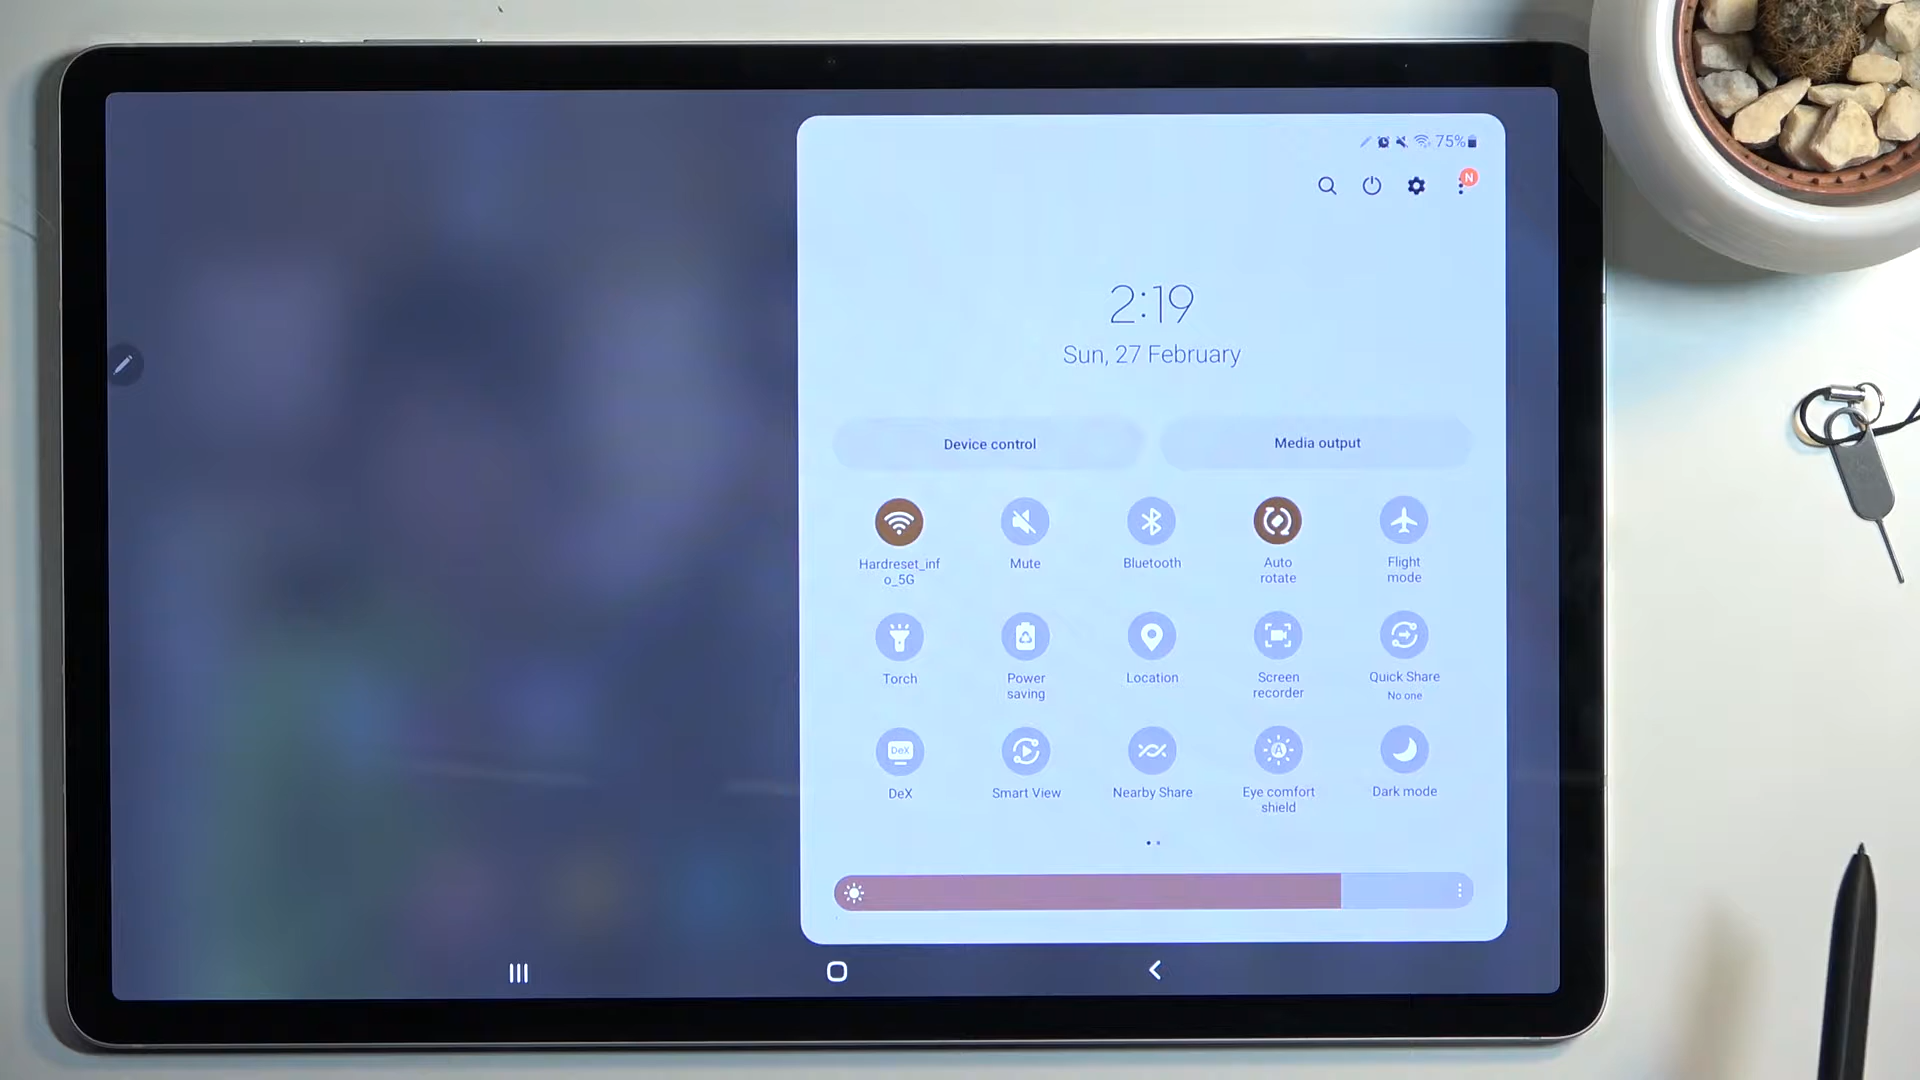 75%
N
2:19
Sun, 27 February
Device control
Media output
Hardreset_inf
o_5G
Mute
Bluetooth
Auto
rotate
Flight
mode
Torch
Power
saving
Location
Screen
recorder
Quick Share
No one
DeX
DeX
Smart View
Nearby Share
A
Eye comfort
shield
Dark mode